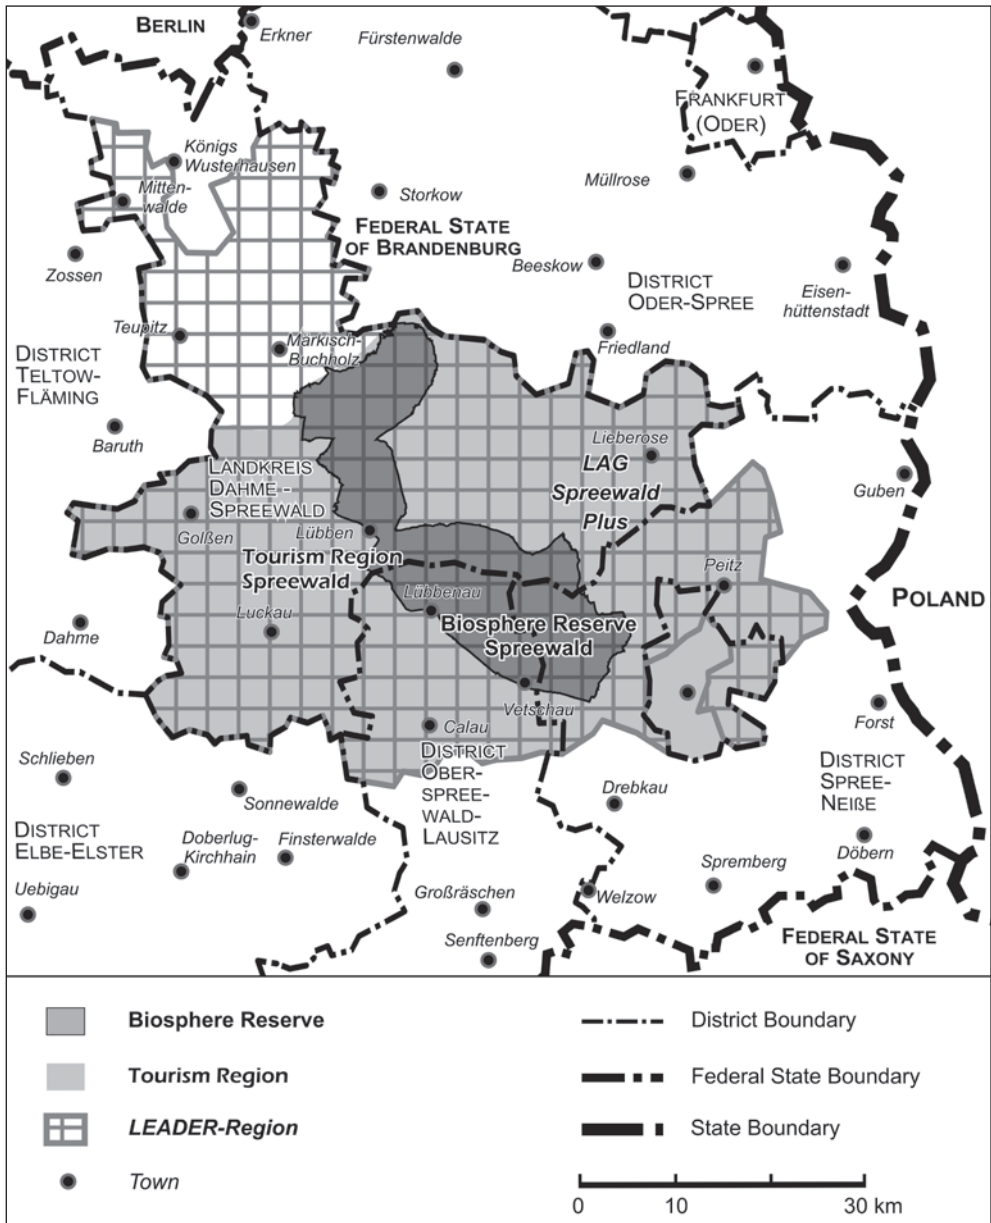 BERLIN
Erkner
Fürstenwalde
FRANKFURT
(ODER)
Königs
Wusterhausen
Mitten-
walde
Storkow
Müllrose
FEDERAL STATE
OF BRANDENBURG
Zossen
Beeskow
DISTRICT
ODER-SPREE
Eisen-
hüttenstadt
Teupitz
Märkisch-
Buchholz
Friedland
DISTRICT
TELTOW-
FLÄMING
Baruth
Lieberose
LAG
Spreewald
Plus
LANDKREIS
DAHME -
SPREEWALD
Guben
Golßen
Lübben
Tourism Region
Spreewald
Peitz
Lübbenau
POLAND
Luckau
Dahme
Biosphere Reserve
Spreewald
Vetschau
Calau
Forst
Schlieben
DISTRICT
OBER-
SPREE-
WALD-
LAUSITZ
DISTRICT
SPREE-
NEIßE
Drebkau
Sonnewalde
DISTRICT
ELBE-ELSTER
Doberlug-
Kirchhain
Finsterwalde
Döbern
Spremberg
Uebigau
Großräschen
Welzow
Senftenberg
FEDERAL STATE
OF SAXONY
Biosphere Reserve
Tourism Region
LEADER-Region
Town
District Boundary
Federal State Boundary
State Boundary
0 10 30 km